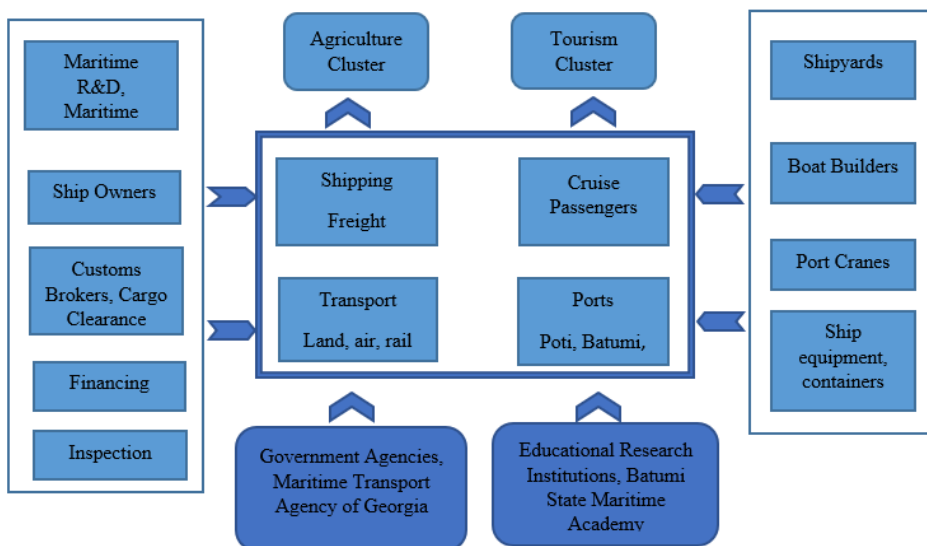 Maritime
R&D,
Maritime
Ship Owners
Customs
Brokers, Cargo
Clearance
Financing
Inspection
Agriculture
Cluster
Tourism
Cluster
Shipping
Freight
Cruise
Passengers
Transport
Land, air, rail
Ports
Poti, Batumi,
Government Agencies,
Maritime Transport
Agency of Georgia
Educational Research
Institutions, Batumi
State Maritime
Academy
Shipyards
Boat Builders
Port Cranes
Ship
equipment,
containers